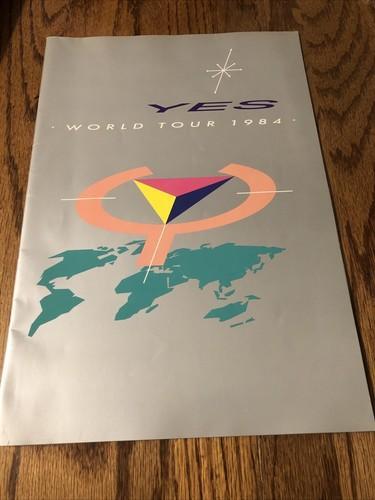 YES
· WORLD TOUR 1984 ·